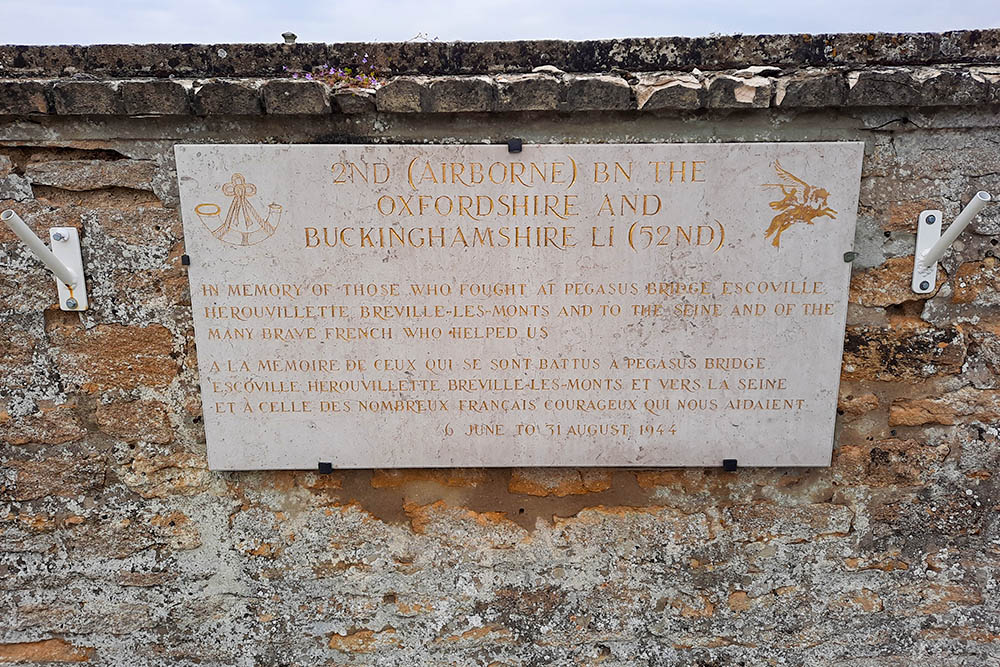 2ND (AIRBORNE) BN THE
OXFORDSHIRE AND
BUCKINGHAMSHIRE LI (52ND)
IN MEMORY OF THOSE WHO FOUGHT AT PEGASUS BRIDGE, ESCOVILLE,
HEROUVILLETTE, BREVILLE-LES-MONTS AND TO THE SEINE AND OF THE
MANY BRAVE FRENCH WHO HELPED US
A LA MÉMOIRE DE CEUX QUI SE SONT BATTUS A PEGASUS BRIDGE,
ESCOVILLE, HEROUVILLETTE, BREVILLE-LES-MONTS ET VERS LA SEINE
ET À CELLE DES NOMBREUX FRANÇAIS COURAGEUX QUI NOUS AIDAIENT
6 JUNE TO 31 AUGUST 1944